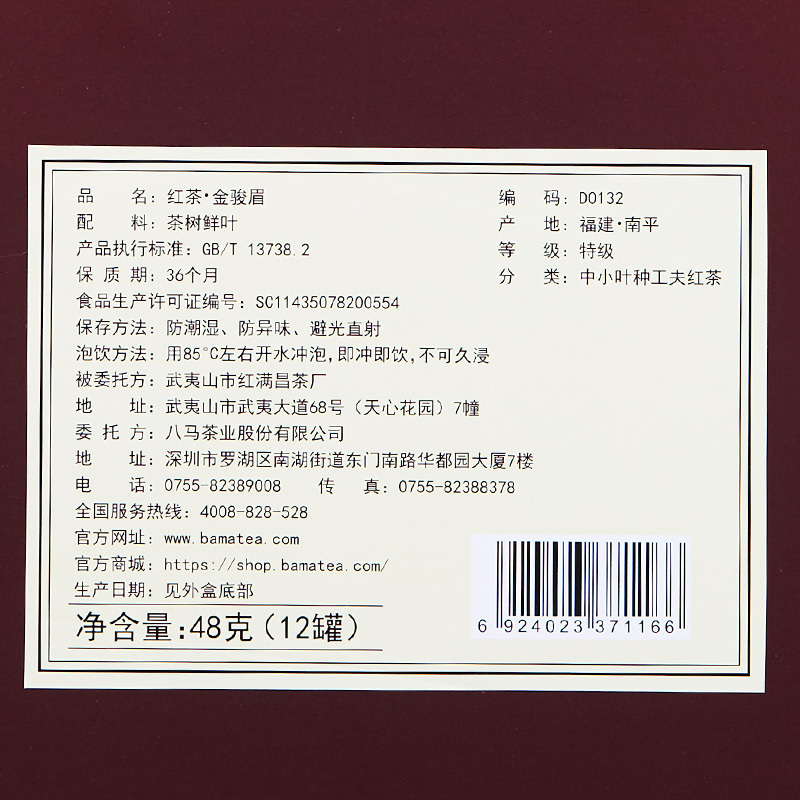 品 名：红茶·金骏眉 编 码：D0132
配 料：茶树鲜叶 产 地：福建·南平
产品执行标准：GB/T 13738.2 等 级：特级
保 质 期：36个月 分 类：中小叶种工夫红茶
食品生产许可证编号：SC11435078200554
保存方法：防潮湿、防异味、避光直射
泡饮方法：用85°C左右开水冲泡,即冲即饮,不可久浸
被委托方：武夷山市红满昌茶厂
地 址：武夷山市武夷大道68号（天心花园）7幢
委 托 方：八马茶业股份有限公司
地 址：深圳市罗湖区南湖街道东门南路华都园大厦7楼
电 话：0755-82389008 传 真：0755-82388378
全国服务热线：4008-828-528
官方网址：www.bamatea.com
官方商城：https://shop.bamatea.com/
生产日期：见外盒底部
净含量:48克（12罐）
6 924023 371166